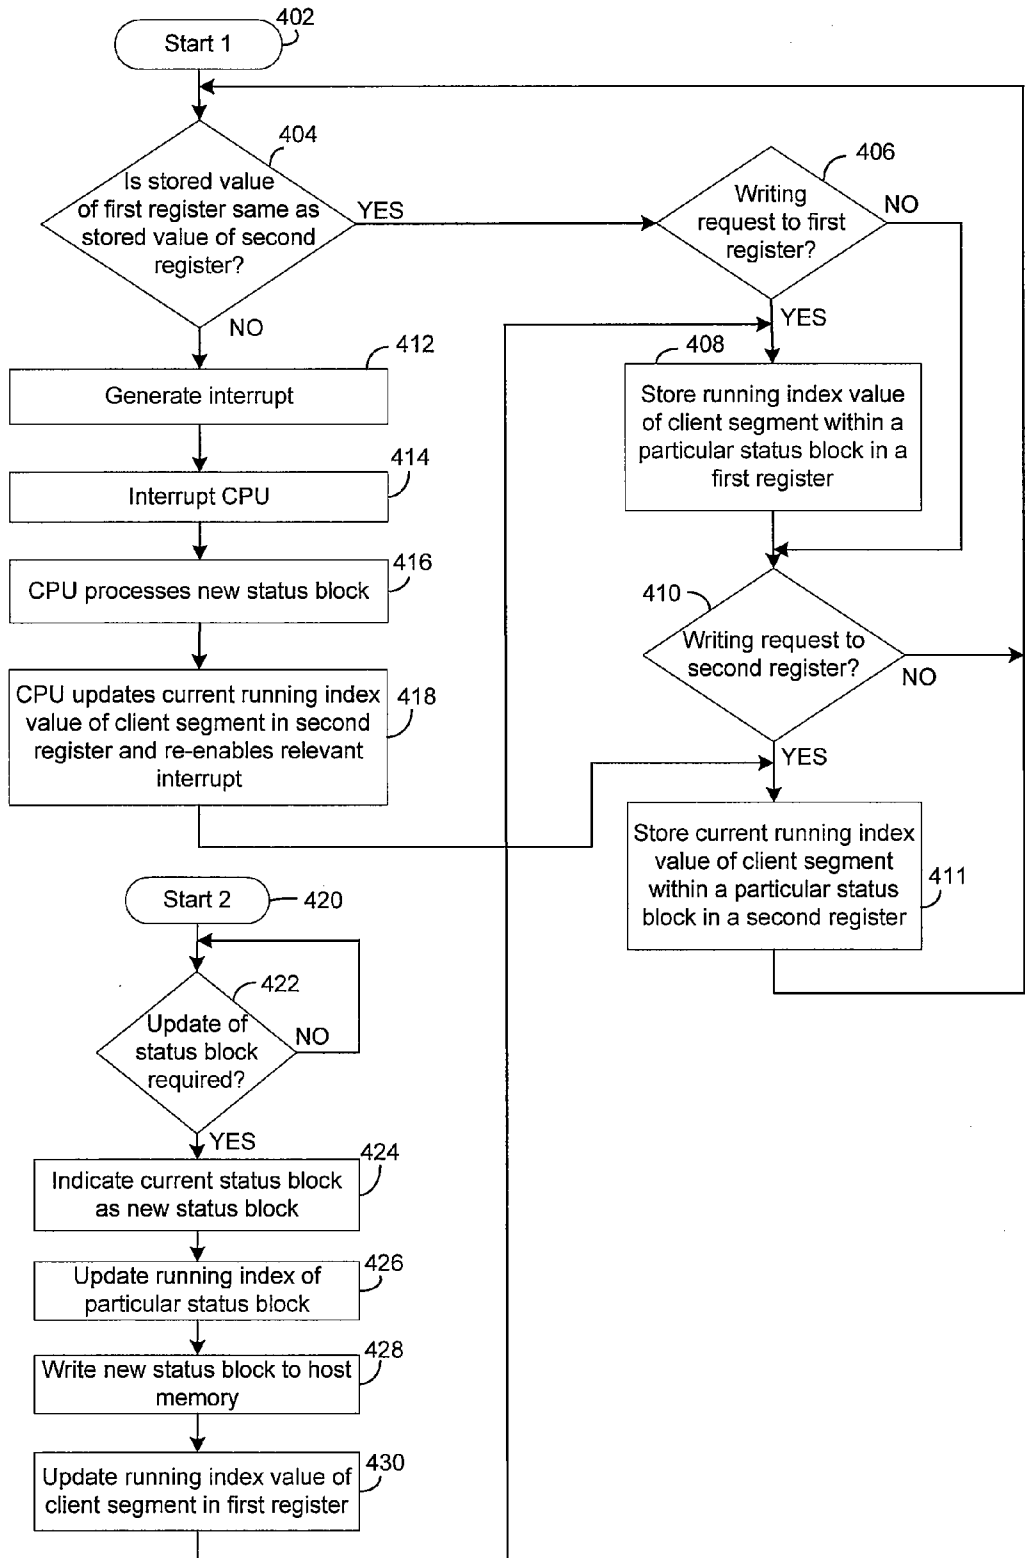 Start 1
402
404
Is stored value
of first register same as
stored value of second
register?
YES
NO
406
Writing
request to first
register?
NO
YES
412
Generate interrupt
408
Store running index value
of client segment within a
particular status block in a
first register
414
Interrupt CPU
416
CPU processes new status block
410
Writing request to
second register?
NO
YES
418
CPU updates current running index
value of client segment in second
register and re-enables relevant
interrupt
Store current running index
value of client segment
within a particular status
block in a second register
411
Start 2
420
422
Update of
status block
required?
NO
YES
424
Indicate current status block
as new status block
426
Update running index of
particular status block
428
Write new status block to host
memory
430
Update running index value of
client segment in first register